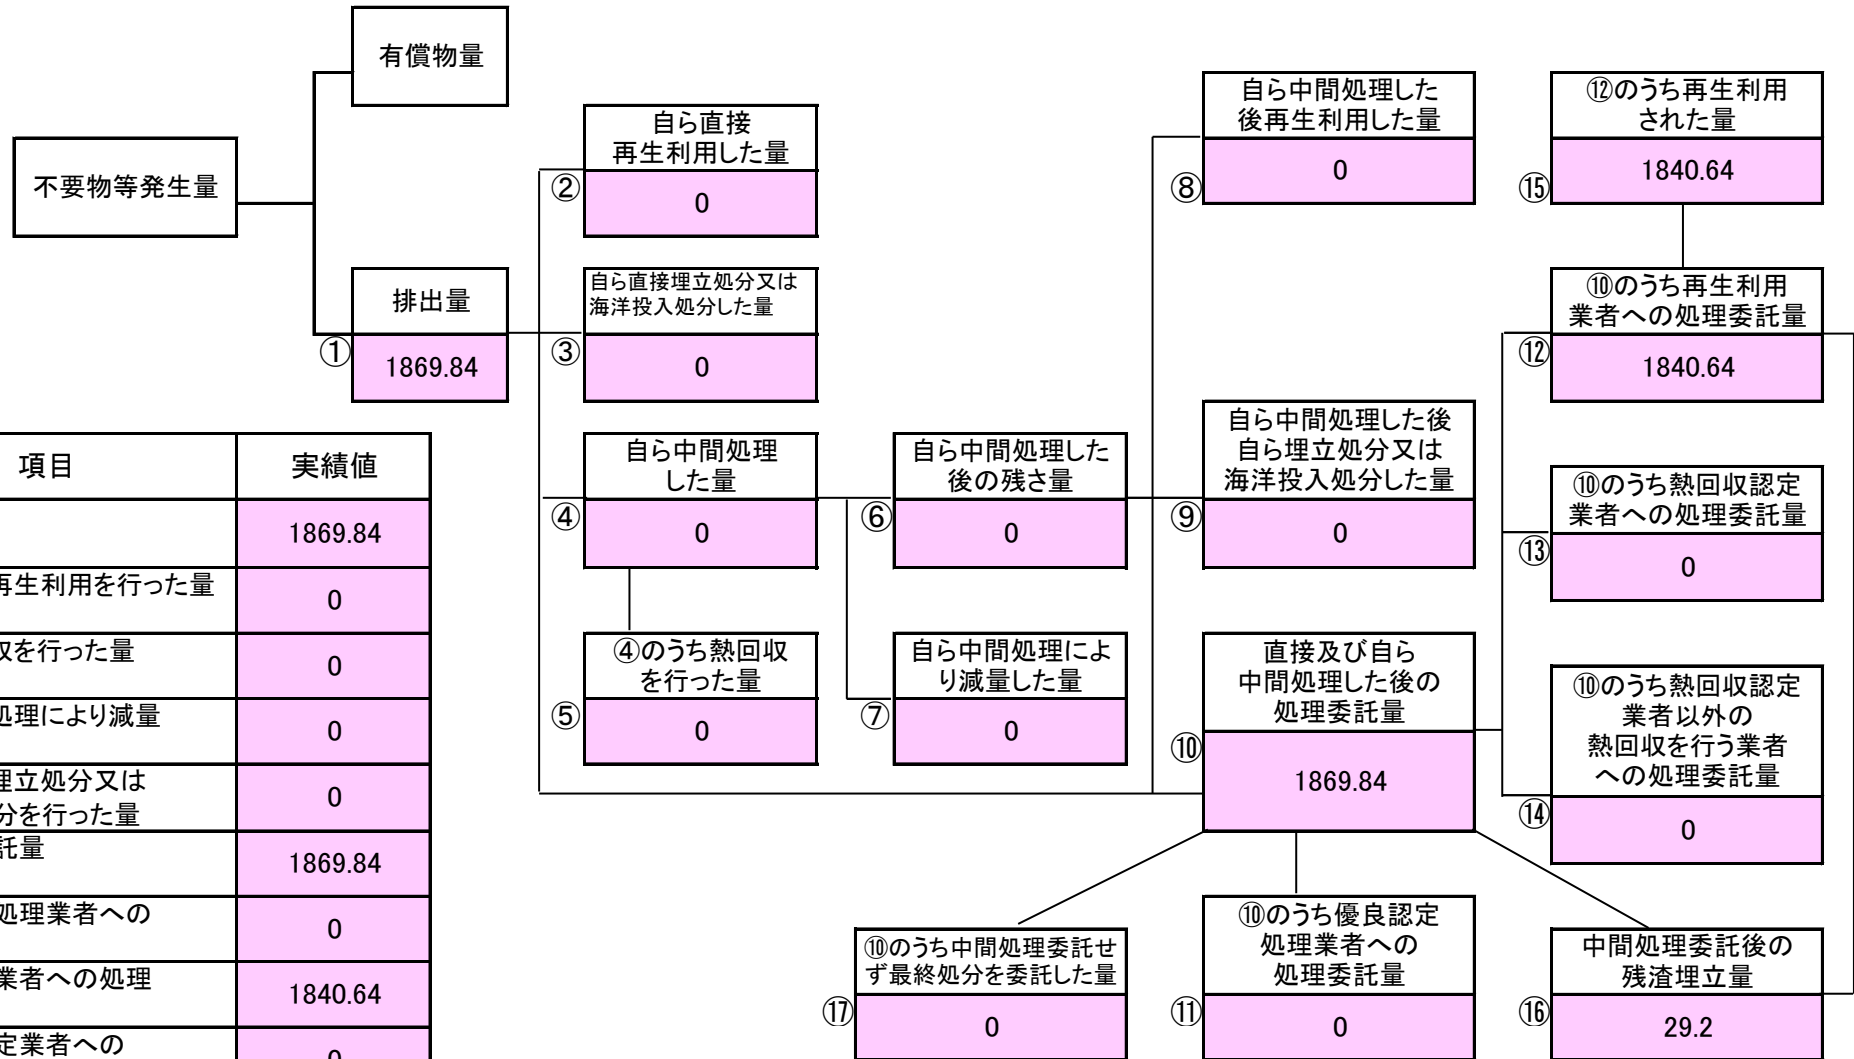 有償物量
不要物等発生量
排出量
①
1869.84
自ら直接
再生利用した量
②
0
自ら直接埋立処分又は
海洋投入処分した量
③
0
自ら中間処理
した量
④
0
④のうち熱回収
を行った量
⑤
0
自ら中間処理した
後の残さ量
⑥
0
自ら中間処理によ
り減量した量
⑦
0
自ら中間処理した
後再生利用した量
⑧
0
自ら中間処理した後
自ら埋立処分又は
海洋投入処分した量
⑨
0
直接及び自ら
中間処理した後の
処理委託量
⑩
1869.84
⑫のうち再生利用
された量
⑮
1840.64
⑩のうち再生利用
業者への処理委託量
⑫
1840.64
⑩のうち熱回収認定
業者への処理委託量
⑬
0
⑩のうち熱回収認定
業者以外の
熱回収を行う業者
への処理委託量
⑭
0
⑩のうち中間処理委託せ
ず最終処分を委託した量
⑰
0
⑩のうち優良認定
処理業者への
処理委託量
⑪
0
中間処理委託後の
残渣埋立量
⑯
29.2
項目
実績値
1869.84
再生利用を行った量
0
を行った量
0
処理により減量
0
埋立処分又は
分を行った量
0
託量
1869.84
処理業者への
0
業者への処理
1840.64
定業者への
0